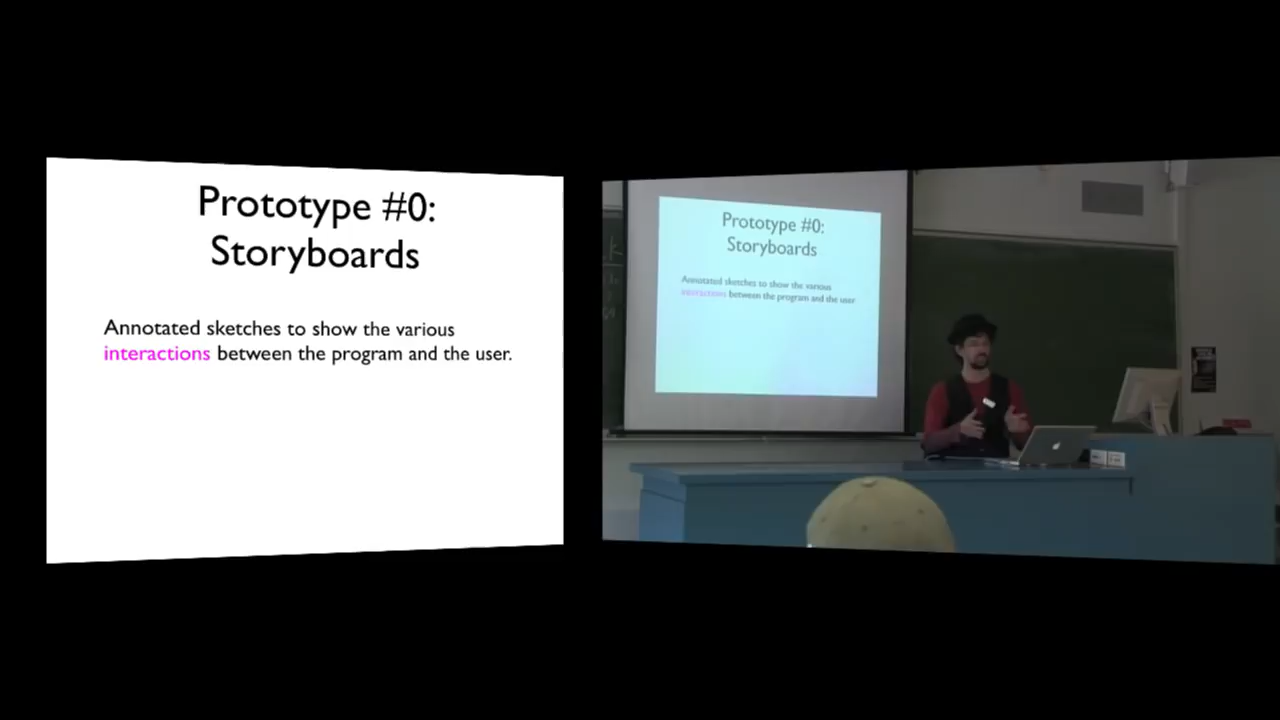 Prototype #0:
Storyboards
Annotated sketches to show the various
interactions between the program and the user.
Prototype #0:
Storyboards
Annotated sketches to show the various
interactions between the program and the user